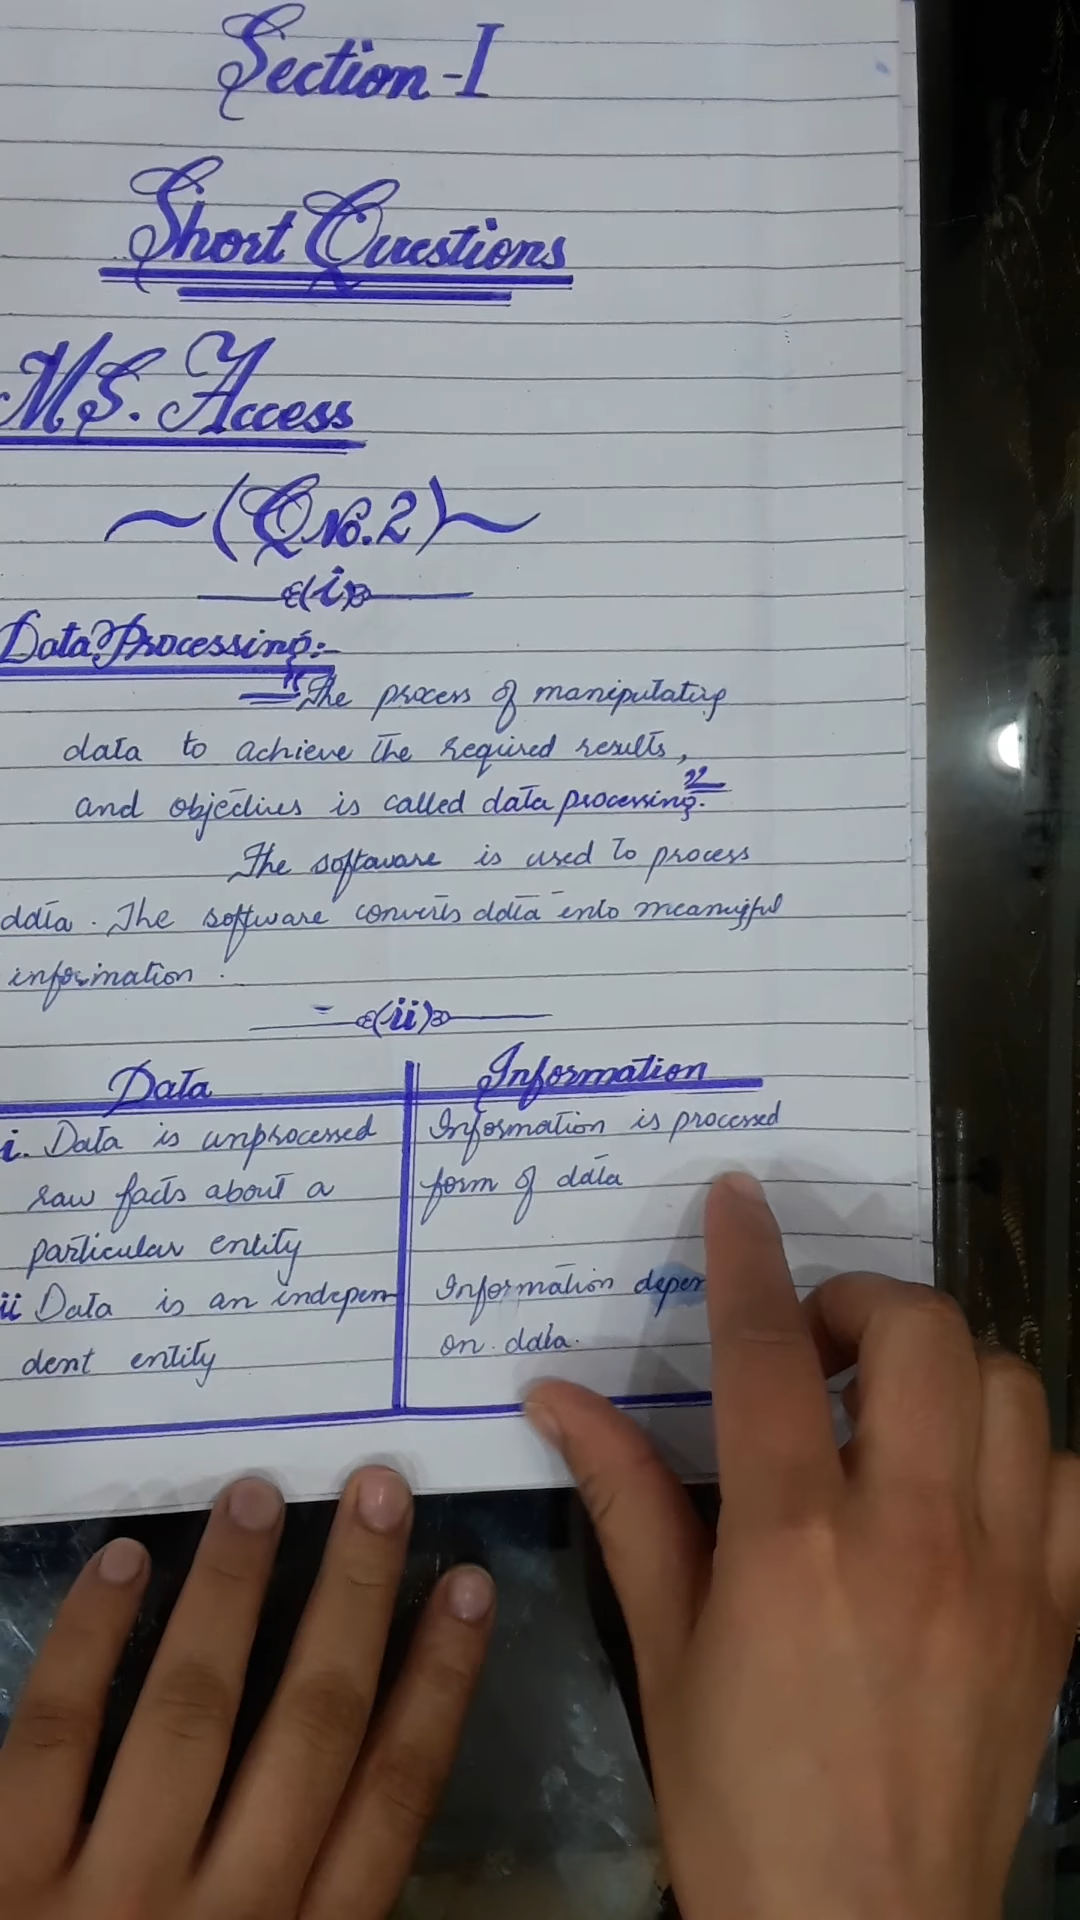 Section-I
Short Questions
MS. Access
~(Q No.2)~
(i)
Data Processing:-
"The process of manipulating
data to achieve the required results,
and objectives is called data processing."
The software is used to process
data. The software converts data into meaningful
information.
(ii)
Data
Information
i. Data is unprocessed
raw facts about a
particular entity
Information is processed
form of data
ii Data is an indepen
dent entity
Information depen
on data.